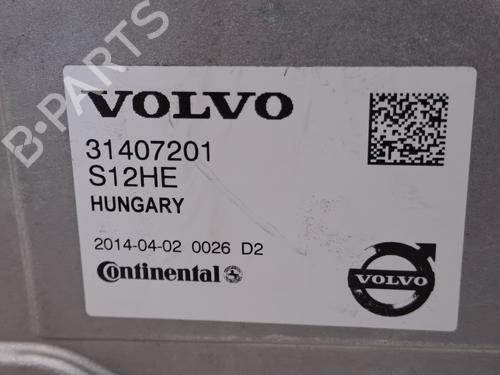 VOLVO
31407201
S12HE
HUNGARY
2014-04-02 0026 D2
Continental
VOLVO
B-PARTS